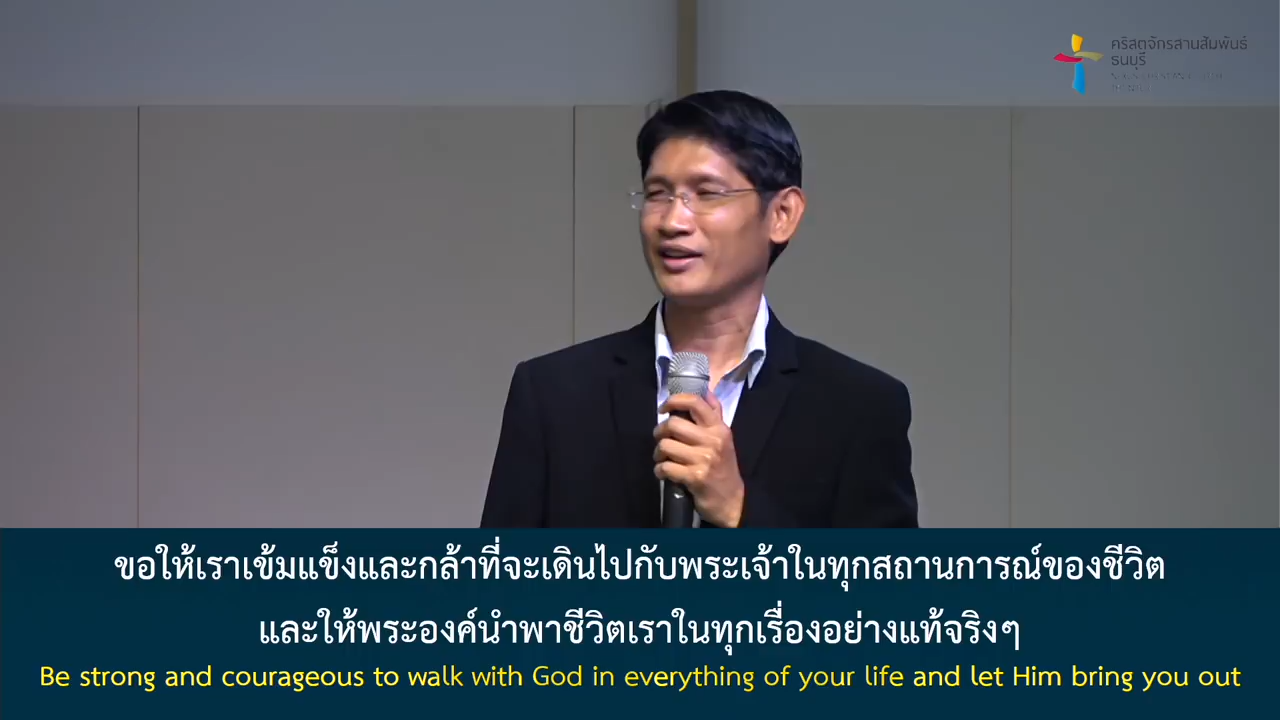 คริสตจักรสานสัมพันธ์
ธนบุรี
ขอให้เราเข้มแข็งและกล้าที่จะเดินไปกับพระเจ้าในทุกสถานการณ์ของชีวิต
และให้พระองค์นำพาชีวิตเราในทุกเรื่องอย่างแท้จริงๆ
Be strong and courageous to walk with God in everything of your life and let Him bring you out